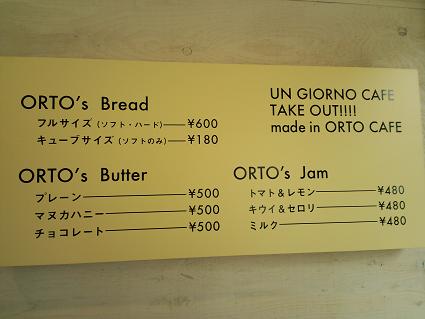 ORTO's Bread
フルサイズ (ソフト・ハード) ¥600
キューブサイズ (ソフトのみ) ¥180
UN GIORNO CAFE
TAKE OUT!!!!
made in ORTO CAFE
ORTO's Butter
プレーン ¥500
マヌカハニー ¥500
チョコレート ¥500
ORTO's Jam
トマト&レモン ¥480
キウイ&セロリ ¥480
ミルク ¥480